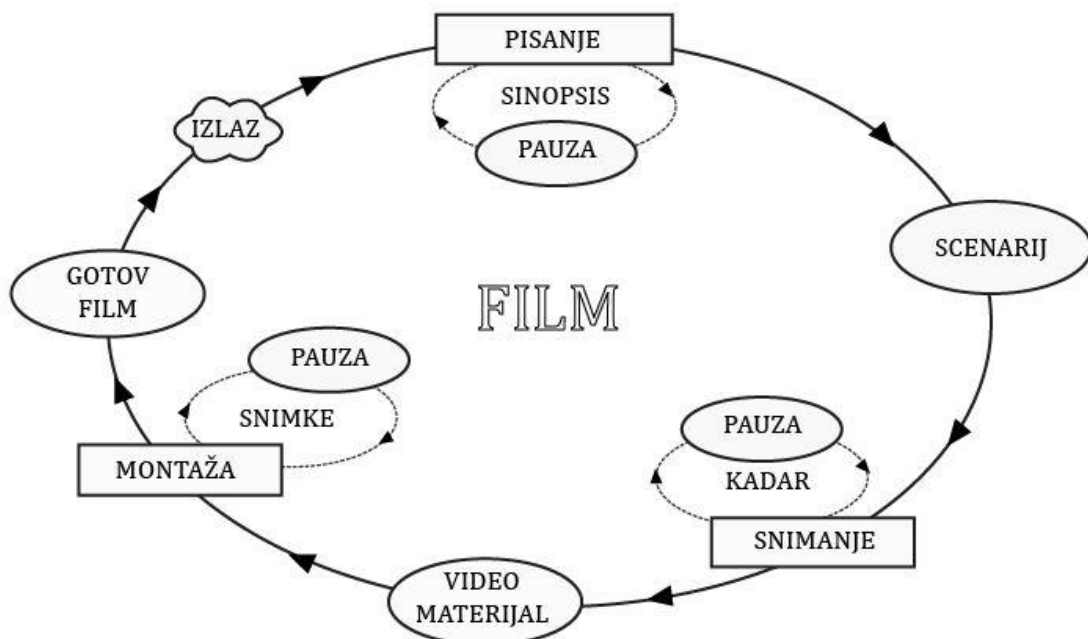 PISANJE
SINOPSIS
PAUZA
IZLAZ
SCENARIJ
GOTOV
FILM
FILM
PAUZA
SNIMKE
MONTAŽA
PAUZA
KADAR
SNIMANJE
VIDEO
MATERIJAL